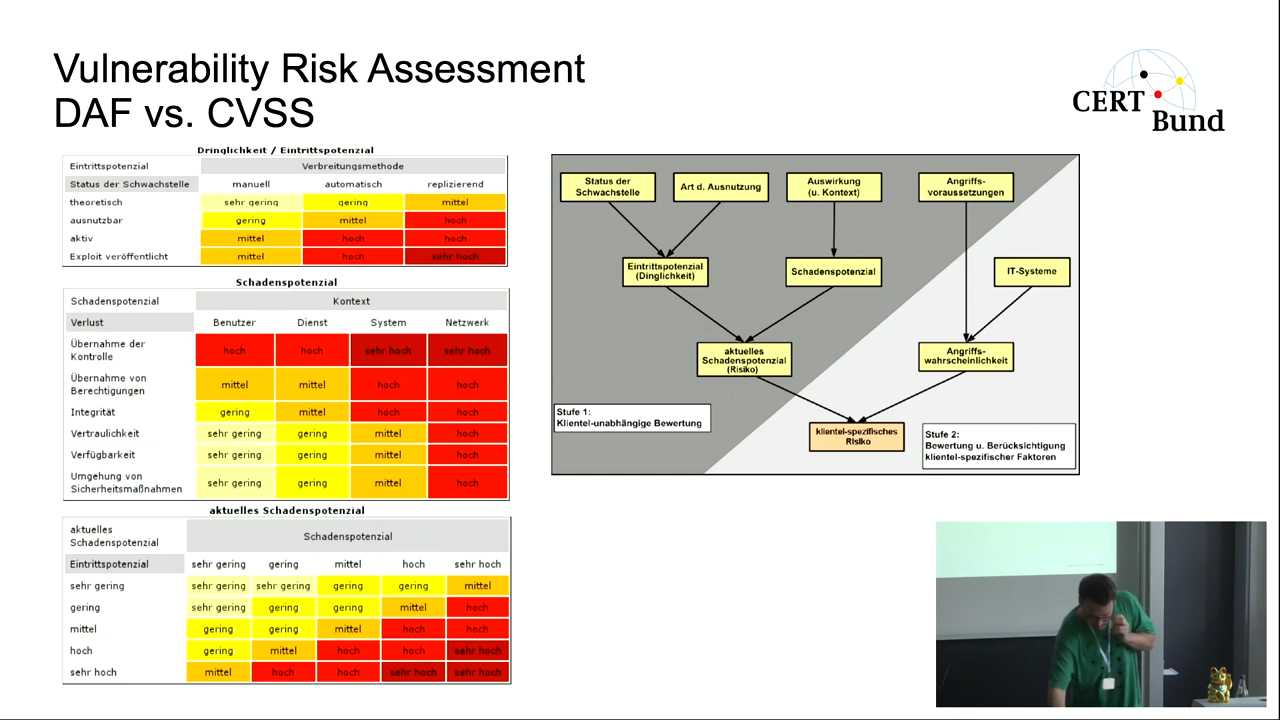 Vulnerability Risk Assessment
DAF vs. CVSS
CERT
Bund
Dringlichkeit / Eintrittspotenzial
Eintrittspotenzial Verbreitungsmethode
Status der Schwachstelle manuell automatisch replizierend
theoretisch sehr gering gering mittel
ausnutzbar gering mittel hoch
aktiv mittel hoch hoch
Exploit veröffentlicht mittel hoch sehr hoch
Schadenspotenzial
Schadenspotenzial Kontext
Verlust Benutzer Dienst System Netzwerk
Übernahme der
Kontrolle hoch hoch sehr hoch sehr hoch
Übernahme von
Berechtigungen mittel mittel hoch hoch
Integrität gering mittel hoch hoch
Vertraulichkeit sehr gering gering mittel hoch
Verfügbarkeit sehr gering gering mittel hoch
Umgehung von
Sicherheitsmaßnahmen sehr gering gering mittel hoch
aktuelles Schadenspotenzial
aktuelles
Schadenspotenzial Schadenspotenzial
Eintrittspotenzial sehr gering gering mittel hoch sehr hoch
sehr gering sehr gering sehr gering gering gering mittel
gering sehr gering gering gering mittel hoch
mittel gering gering mittel hoch hoch
hoch gering mittel hoch hoch sehr hoch
sehr hoch mittel hoch hoch sehr hoch sehr hoch
Status der
Schwachstelle
Art d. Ausnutzung
Auswirkung
(u. Kontext)
Angriffs-
voraussetzungen
Eintrittspotenzial
(Dinglichkeit)
Schadenspotenzial
IT-Systeme
aktuelles
Schadenspotenzial
(Risiko)
Angriffs-
wahrscheinlichkeit
Stufe 1:
Klientel-unabhängige Bewertung
klientel-spezifisches
Risiko
Stufe 2:
Bewertung u. Berücksichtigung
klientel-spezifischer Faktoren